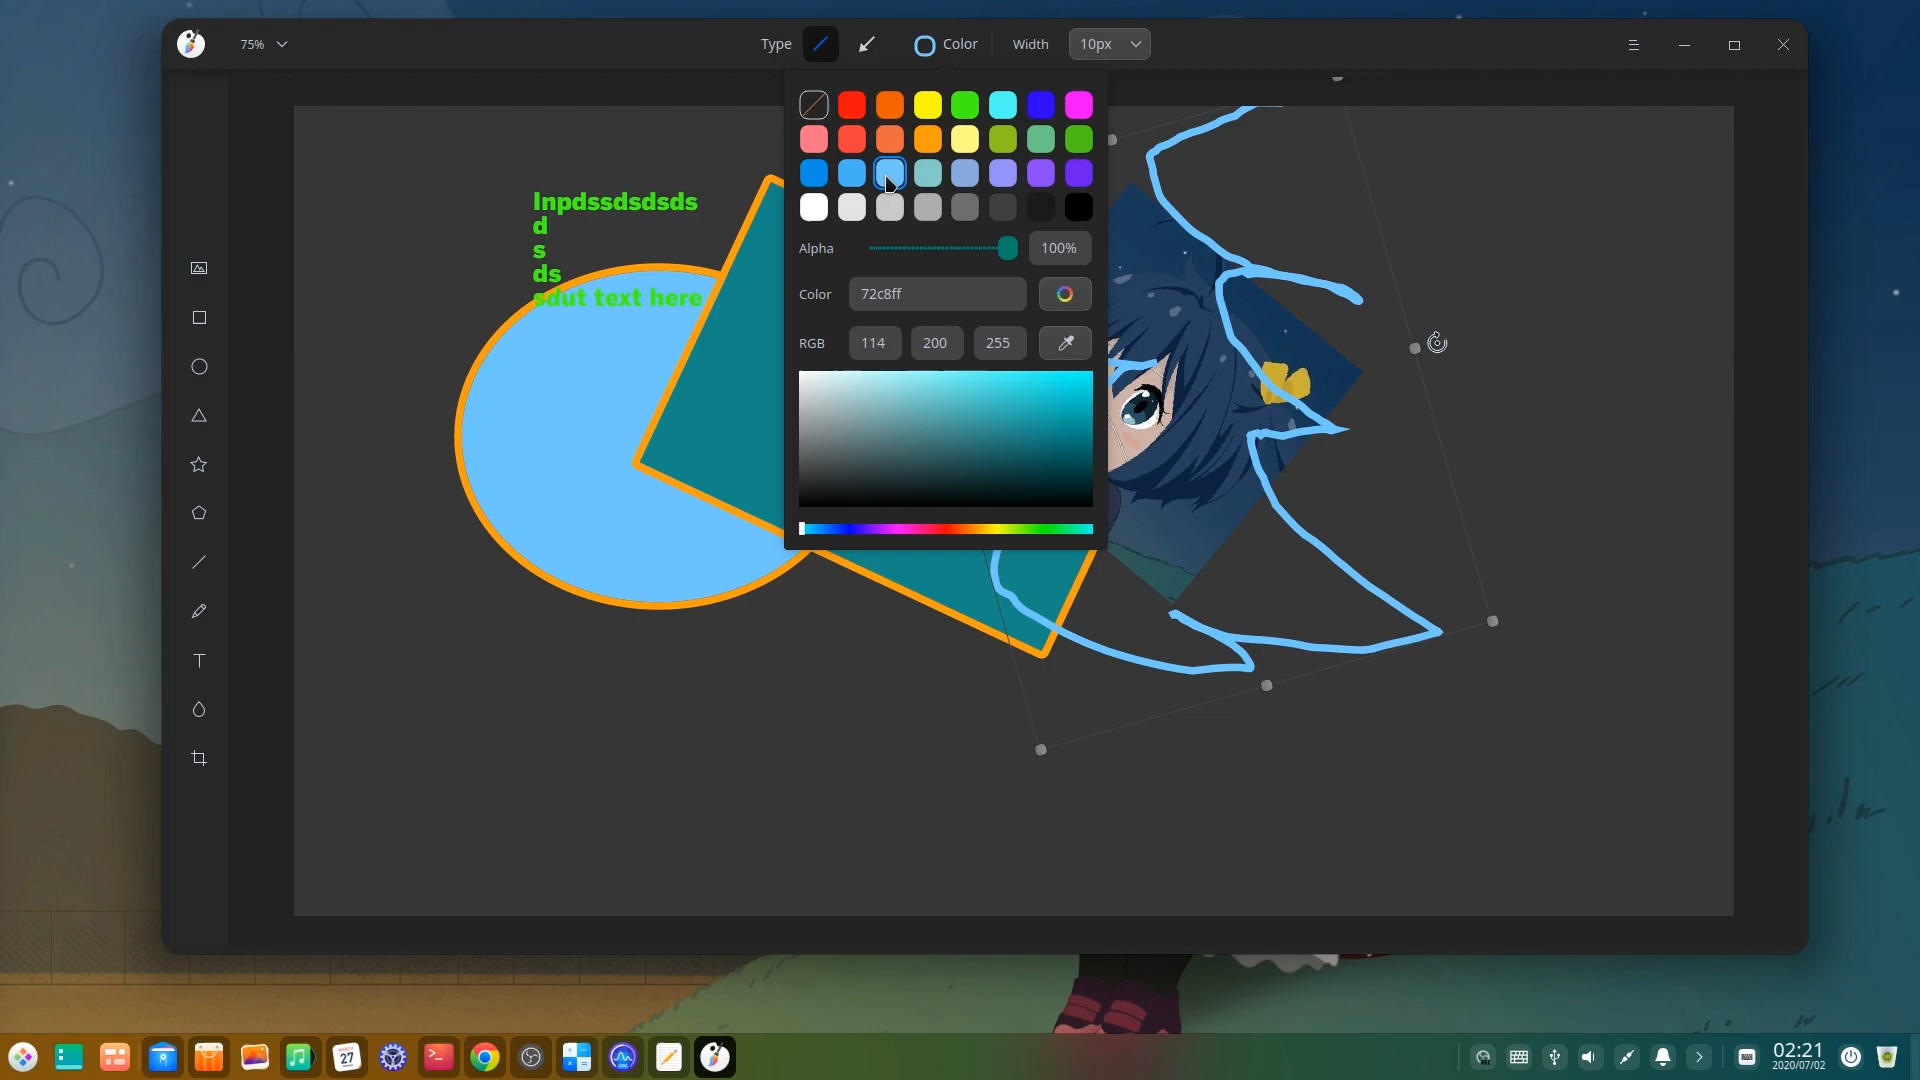 75%
Type
Color
Width
10px
Inpdssdsdsds
d
s
ds
sdut text here
Alpha
100%
Color
72c8ff
RGB
114
200
255
27
02:21
2020/07/02